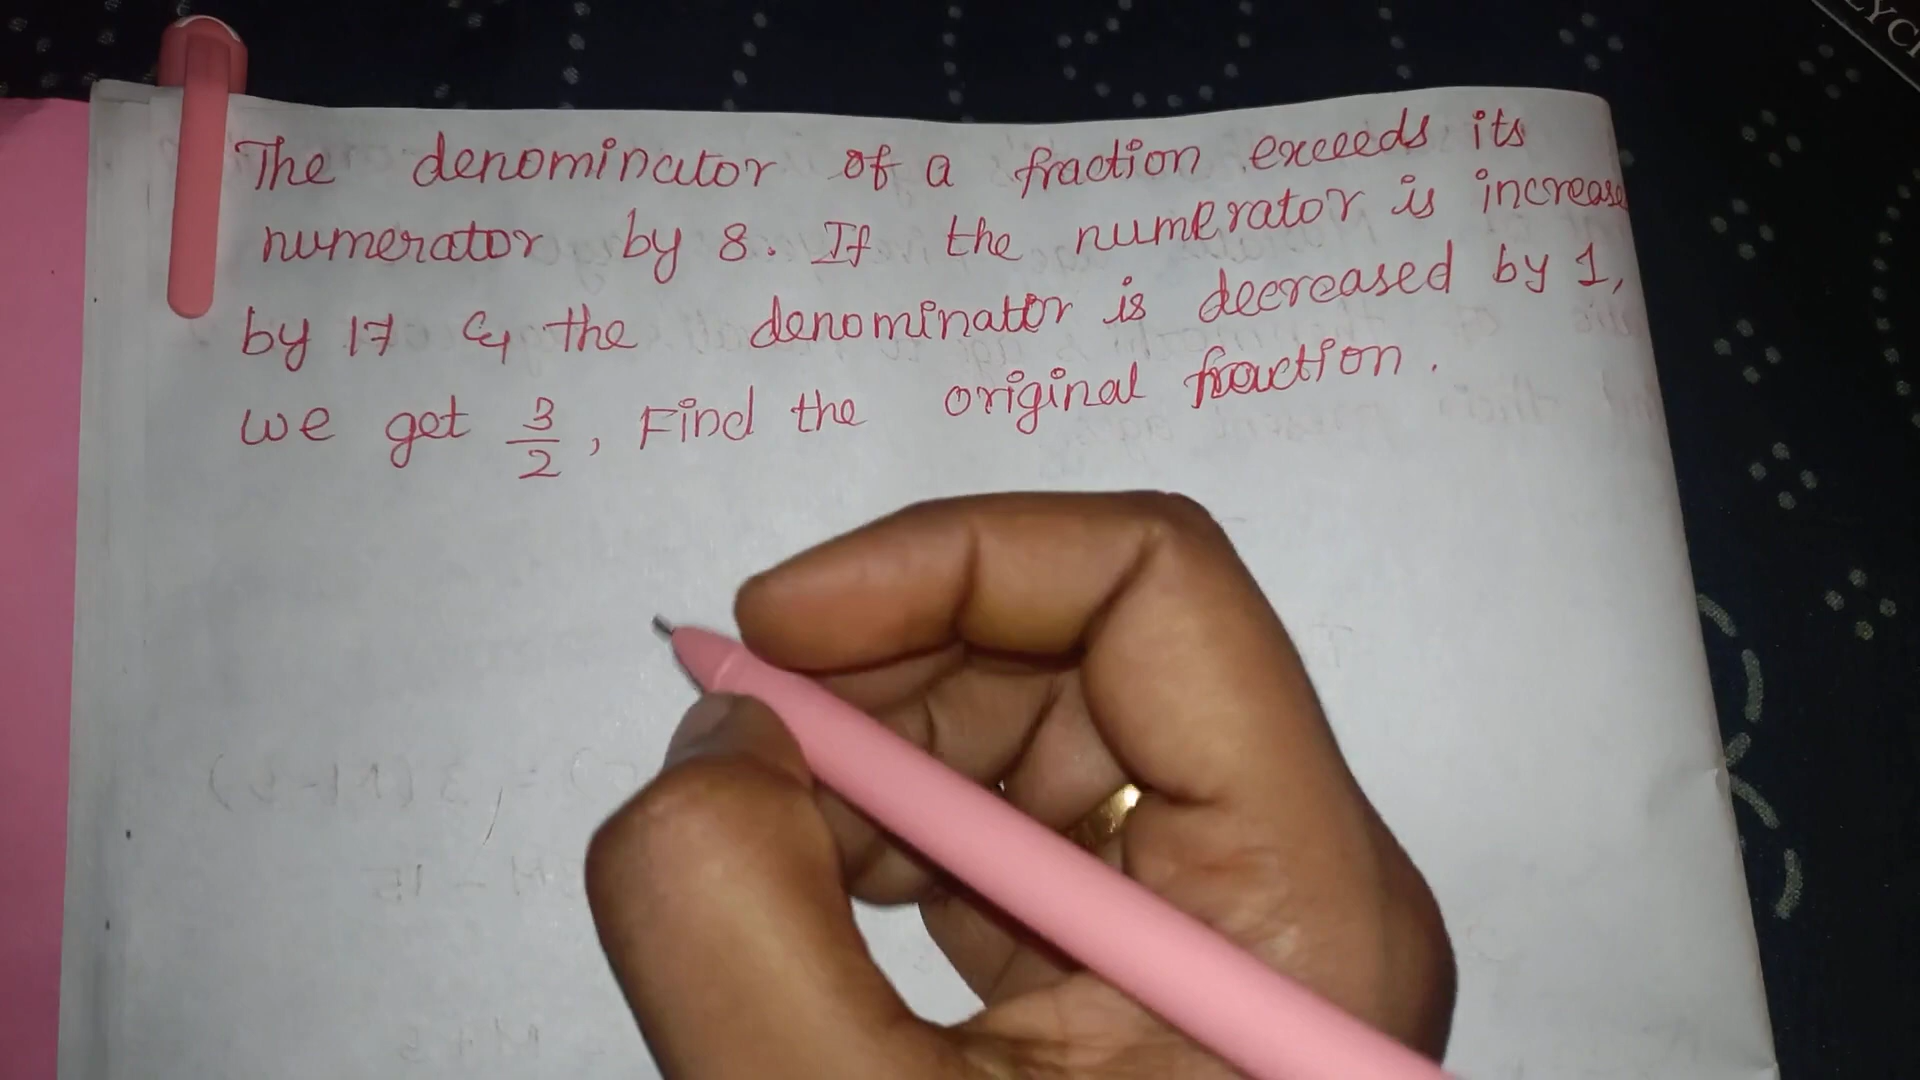 The denominator of a fraction exceeds its
numerator by 8. If the numerator is increase
by 17 & the denominator is decreased by 1,
we get 3/2, Find the original fraction.